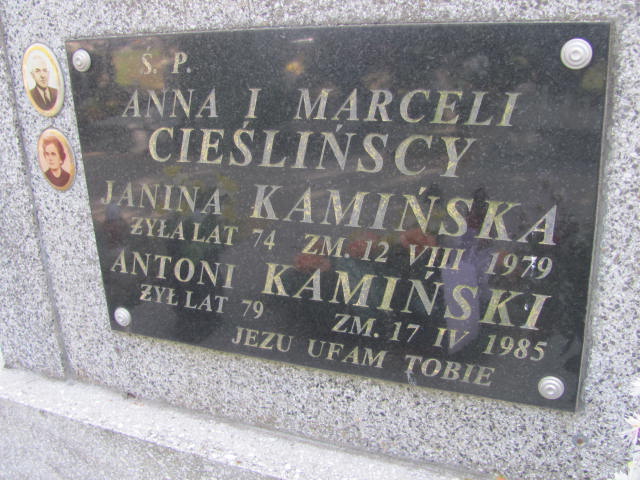 Ś. P.
ANNA I MARCELI
CIEŚLIŃSCY
JANINA KAMIŃSKA
ŻYŁA LAT 74 ZM. 12 VIII 1979
ANTONI KAMIŃSKI
ŻYŁ LAT 79 ZM. 17 IV 1985
JEZU UFAM TOBIE